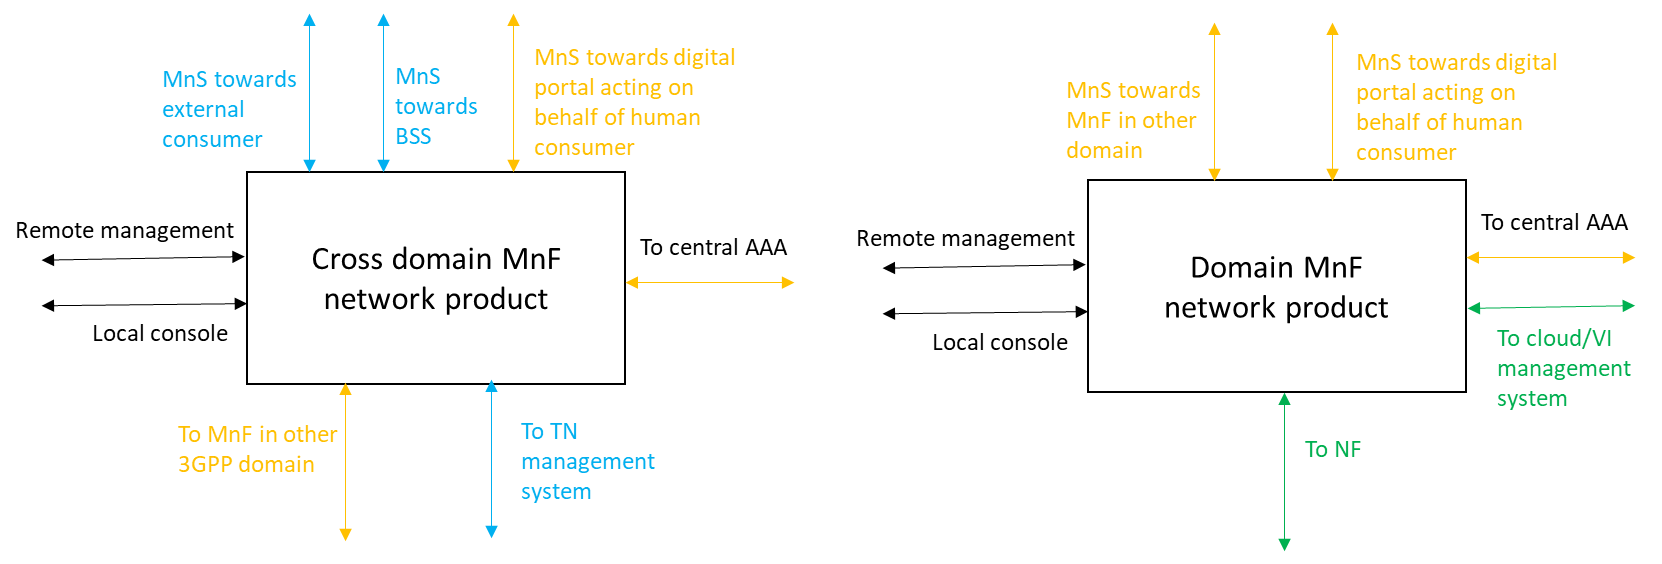 MnS towards
external
consumer
MnS
towards
BSS
MnS towards digital
portal acting on
behalf of human
consumer
Remote management
Local console
Cross domain MnF
network product
To central AAA
To MnF in other
3GPP domain
To TN
management
system
MnS towards
MnF in other
domain
MnS towards digital
portal acting on
behalf of human
consumer
Remote management
Local console
Domain MnF
network product
To central AAA
To cloud/VI
management
system
To NF